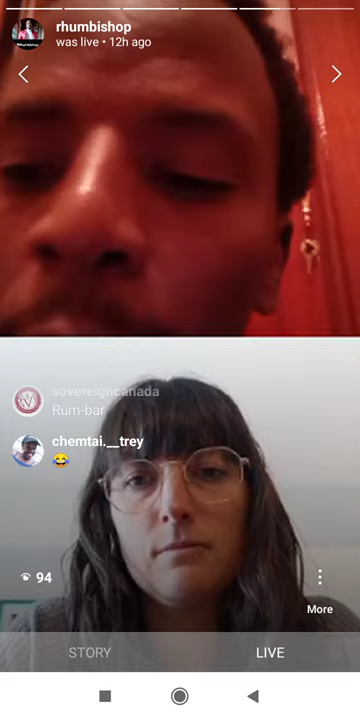 rhumbishop
was live • 12h ago
sovereigncanada
Rum-bar
chemtai.__trey
😂
94
More
STORY
LIVE